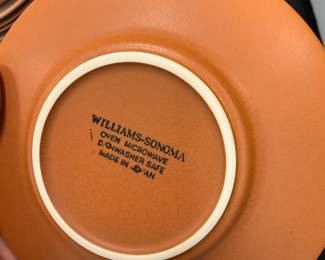 WILLIAMS-SONOMA
OVEN MICROWAVE
DISHWASHER SAFE
MADE IN JAPAN